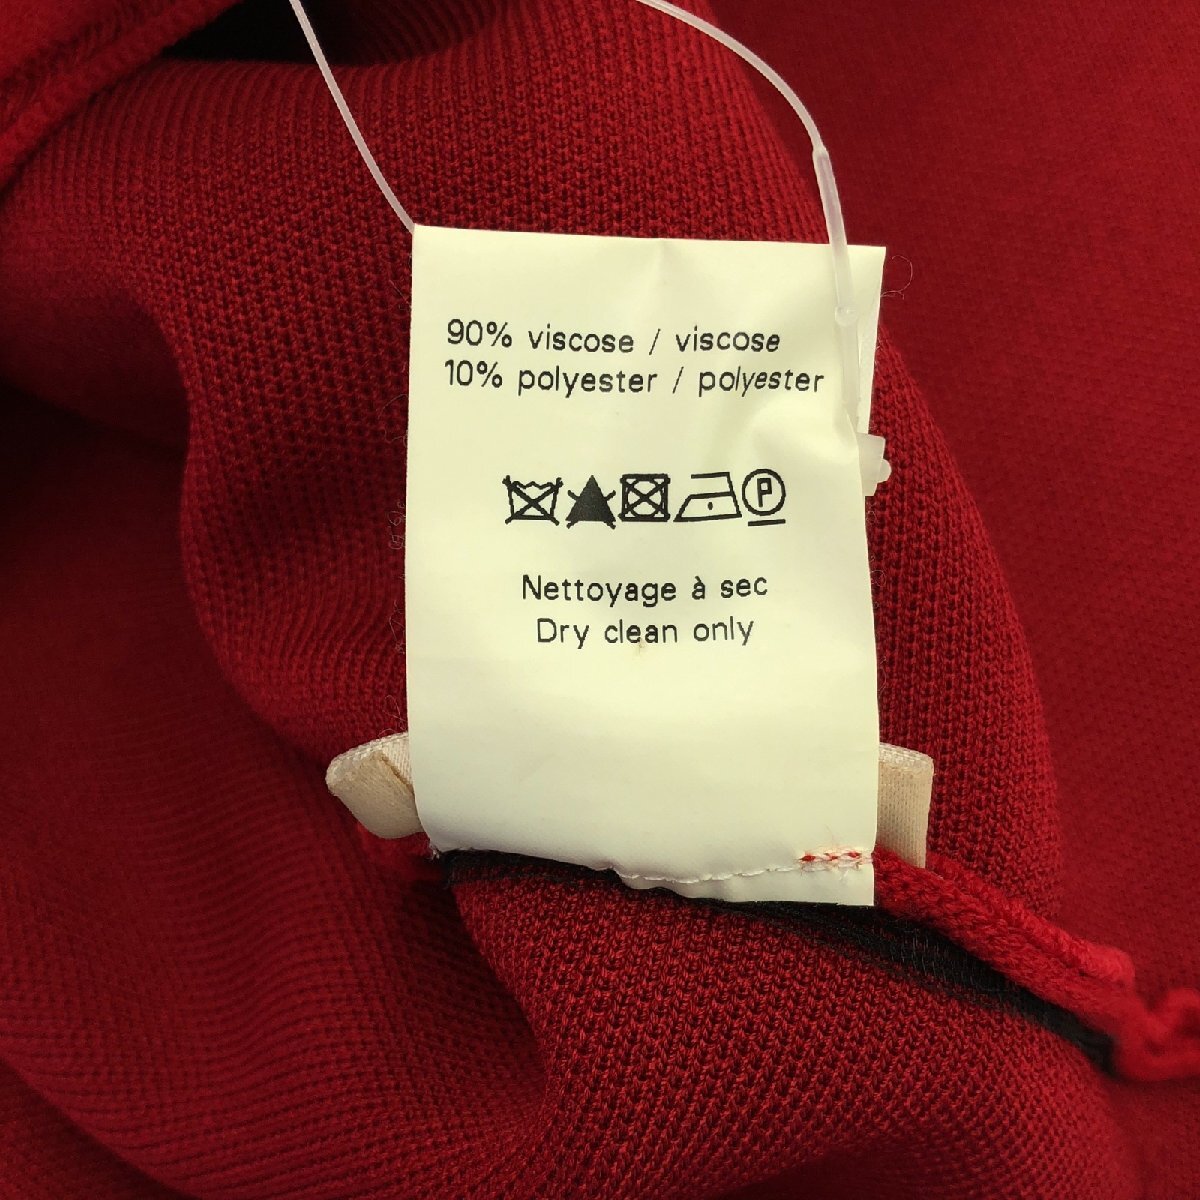 90% viscose / viscose
10% polyester / polyester
P
Nettoyage à sec
Dry clean only